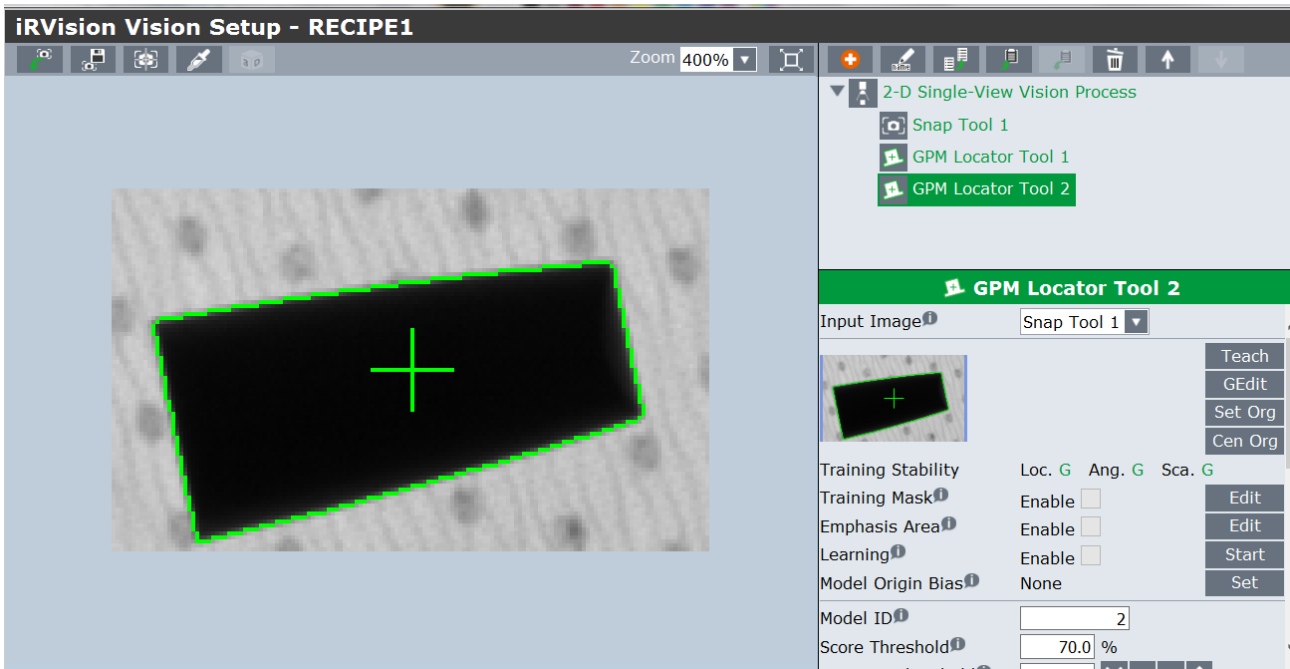 iRVision Vision Setup - RECIPE1
Zoom 400%
2-D Single-View Vision Process
Snap Tool 1
GPM Locator Tool 1
GPM Locator Tool 2
GPM Locator Tool 2
Input Image Snap Tool 1
Teach
GEdit
Set Org
Cen Org
Training Stability Loc. G Ang. G Sca. G
Training Mask Enable Edit
Emphasis Area Enable Edit
Learning Enable Start
Model Origin Bias None Set
Model ID 2
Score Threshold 70.0 %